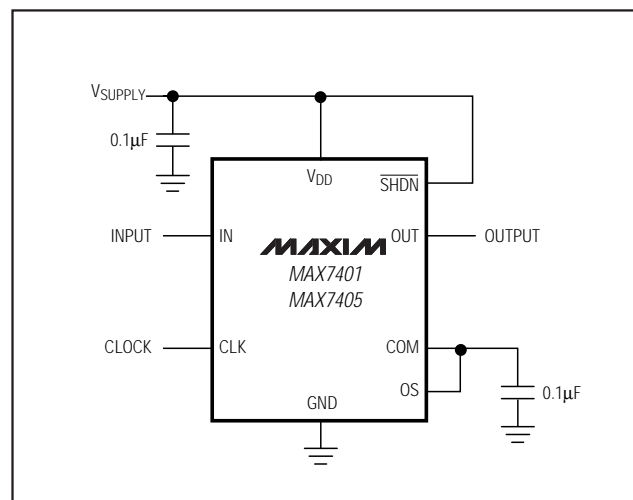 VSUPPLY
0.1µF
VDD
SHDN
INPUT
IN
MAXIM
MAX7401
MAX7405
OUT
OUTPUT
CLOCK
CLK
COM
OS
GND
0.1µF